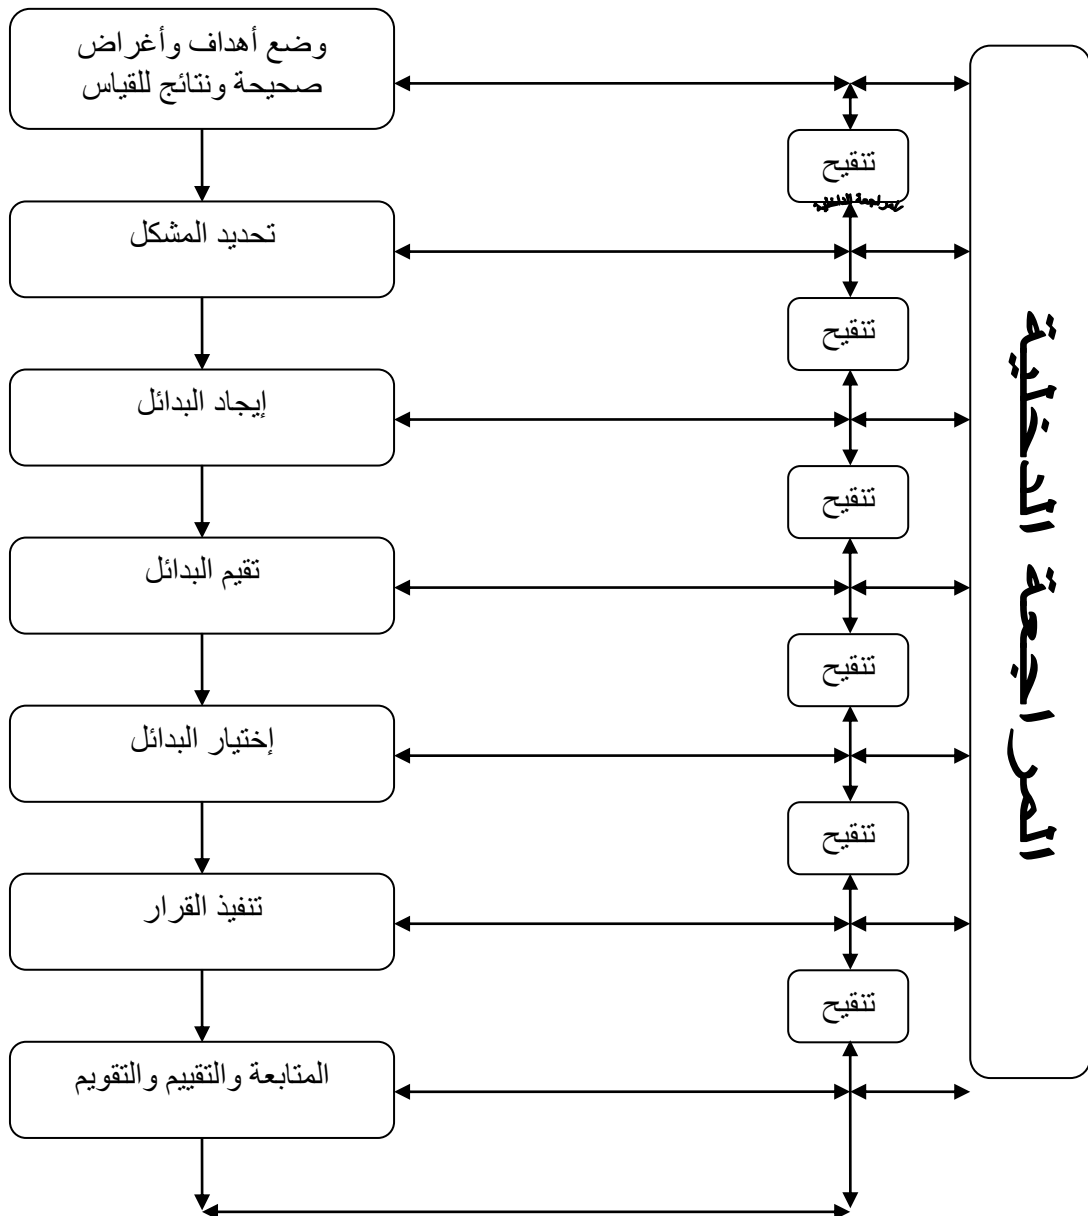 وضع أهداف وأغراض
صحيحة ونتائج للقياس
تنقيح
تحديد المشكل
تنقيح
إيجاد البدائل
تنقيح
تقيم البدائل
تنقيح
إختيار البدائل
تنقيح
تنفيذ القرار
تنقيح
المتابعة والتقييم والتقويم
المراجعة الدخلية